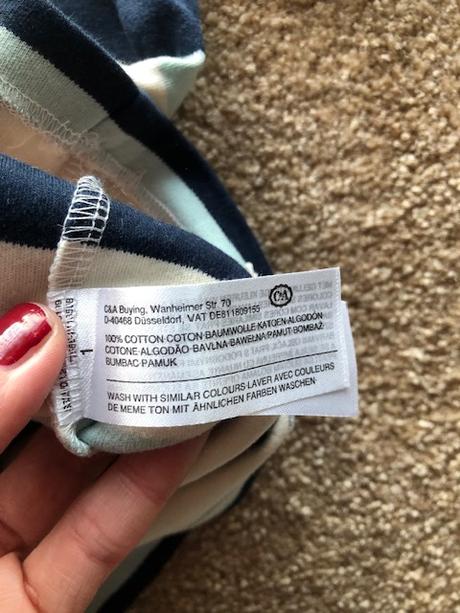 C&A Buying, Wanheimer Str. 70
D-40468 Düsseldorf, VAT DE811809155
C&A
100% COTTON·COTON·BAUMWOLLE·KATOEN·ALGODÓN
COTONE·ALGODÃO·BAVLNA·BAWEŁNA·PAMUT·BOMBAŻ
BUMBAC·PAMUK
WASH WITH SIMILAR COLOURS·LAVER AVEC COULEURS
DE MEME TON·MIT ÄHNLICHEN FARBEN WASCHEN
1